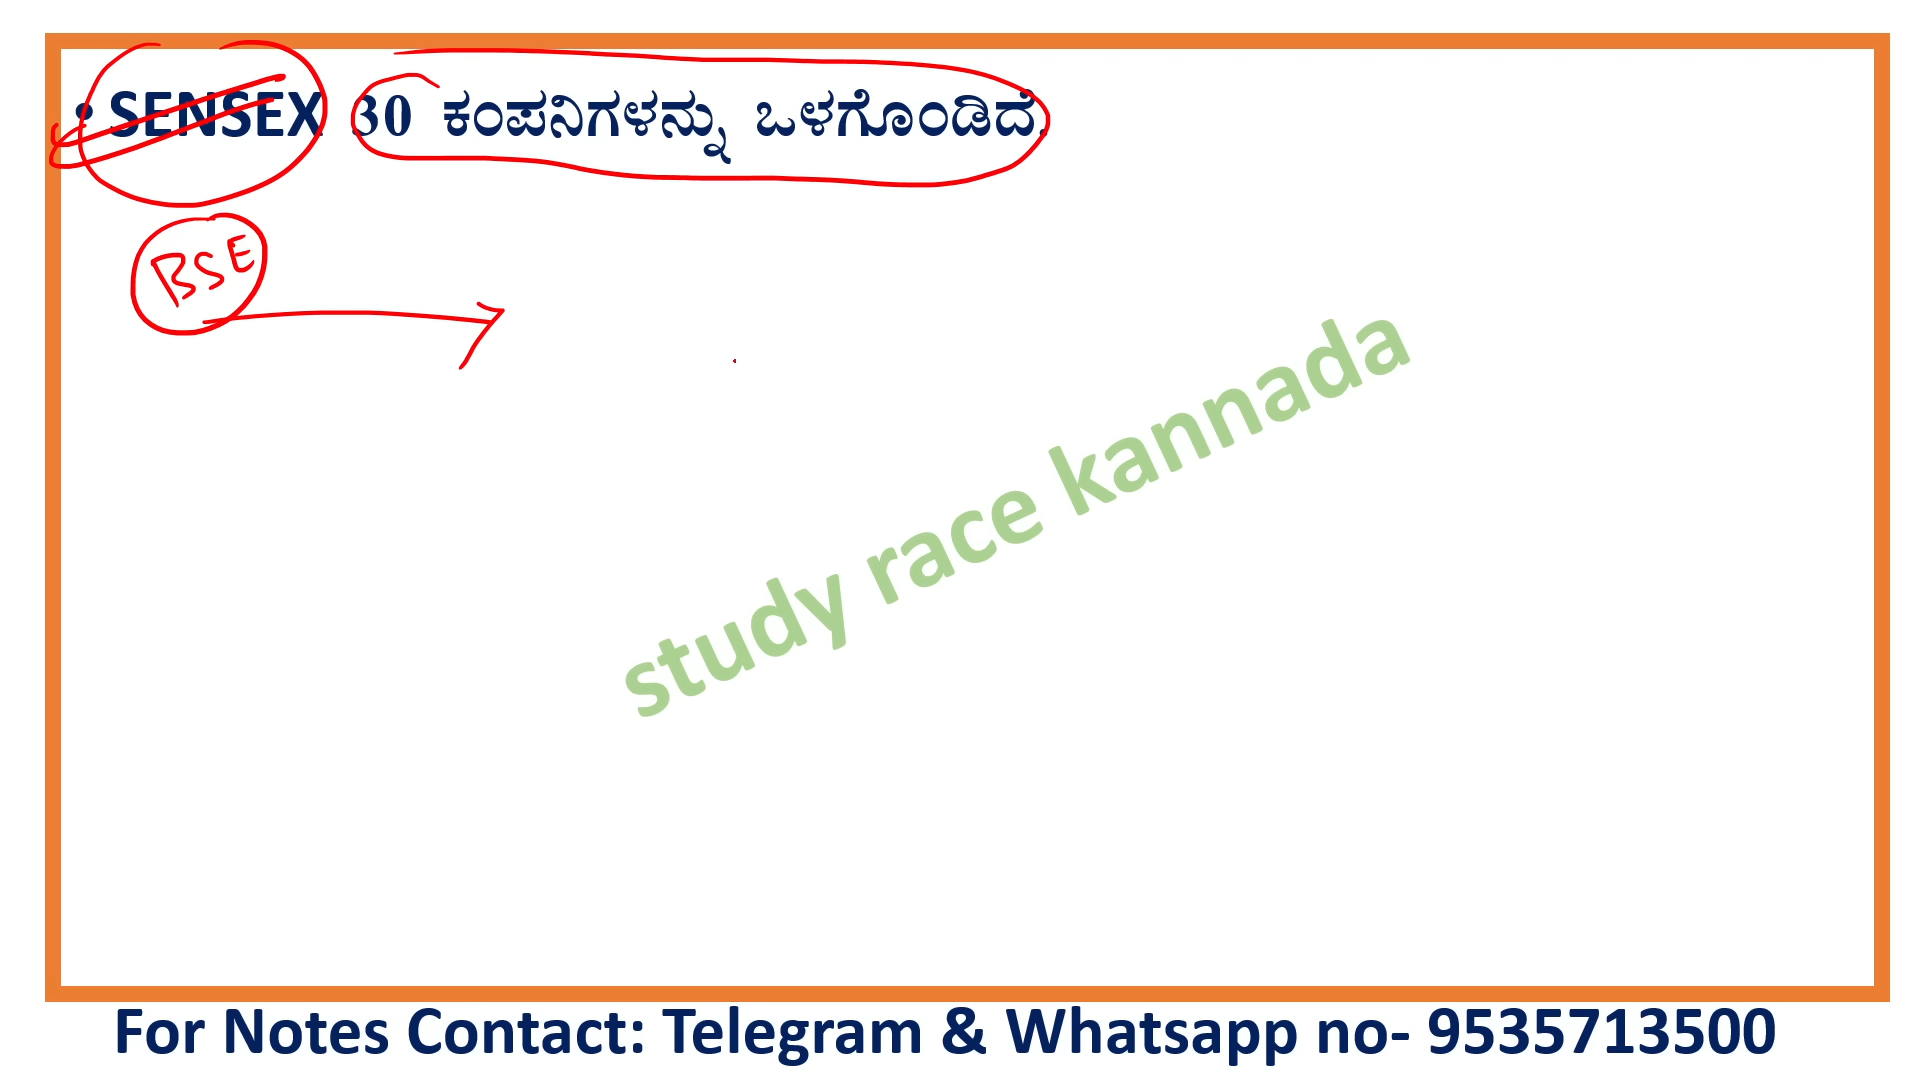 • SENSEX 30 ಕಂಪನಿಗಳನ್ನು ಒಳಗೊಂಡಿದೆ.
BSE
study race kannada
For Notes Contact: Telegram & Whatsapp no- 9535713500